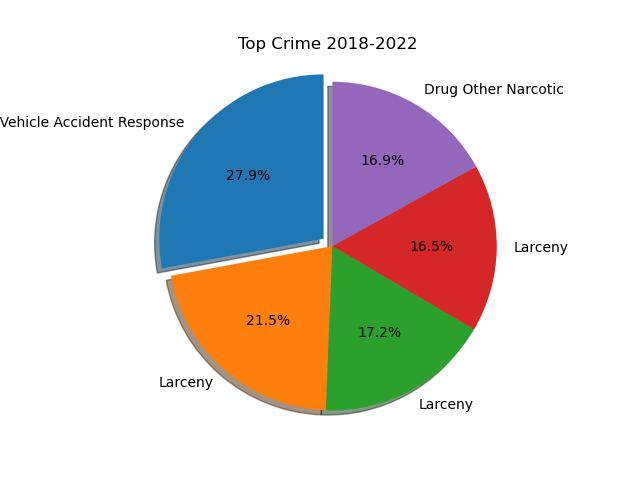 Top Crime 2018-2022
Drug Other Narcotic
Vehicle Accident Response
16.9%
27.9%
16.5%
Larceny
21.5%
17.2%
Larceny
Larceny